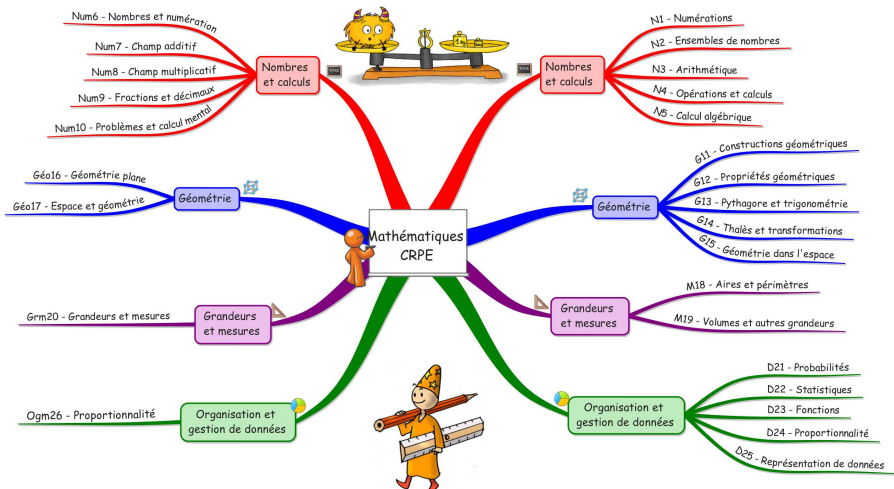 Mathématiques
CRPE
Nombres
et calculs
Num6 - Nombres et numération
Num7 - Champ additif
Num8 - Champ multiplicatif
Num9 - Fractions et décimaux
Num10 - Problèmes et calcul mental
Géométrie
Géo16 - Géométrie plane
Géo17 - Espace et géométrie
Grandeurs
et mesures
Grm20 - Grandeurs et mesures
Organisation et
gestion de données
Ogm26 - Proportionnalité
Nombres
et calculs
N1 - Numérations
N2 - Ensembles de nombres
N3 - Arithmétique
N4 - Opérations et calculs
N5 - Calcul algébrique
Géométrie
G11 - Constructions géométriques
G12 - Propriétés géométriques
G13 - Pythagore et trigonométrie
G14 - Thalès et transformations
G15 - Géométrie dans l'espace
Grandeurs
et mesures
M18 - Aires et périmètres
M19 - Volumes et autres grandeurs
Organisation et
gestion de données
D21 - Probabilités
D22 - Statistiques
D23 - Fonctions
D24 - Proportionnalité
D25 - Représentation de données